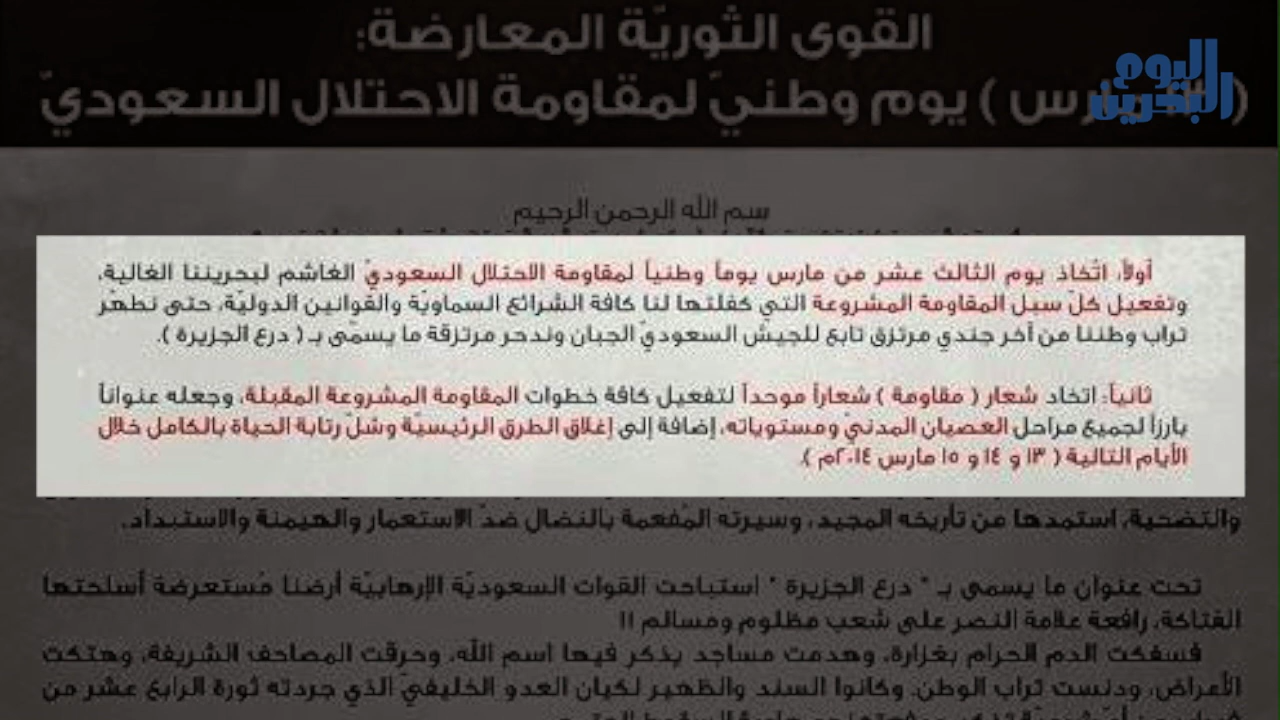 القوى الثوريّة المعارضة:
( ١٣ مارس ) يوم وطنيّ لمقاومة الاحتلال السعوديّ
اليوم
البحرين
بسم الله الرحمن الرحيم
أولاً، اتّخاذ يوم الثالث عشر من مارس يوماً وطنياً لمقاومة الاحتلال السعوديّ الغاشم لبحريننا الغالية،
وتفعيل كلّ سبل المقاومة المشروعة التي كفلتها لنا كافة الشرائع السماويّة والقوانين الدوليّة، حتى نطهّر
تراب وطننا من آخر جندي مرتزق تابع للجيش السعوديّ الجبان وندحر مرتزقة ما يسمّى بـ ( درع الجزيرة ).
ثانياً: اتخاد شعار ( مقاومة ) شعاراً موحداً لتفعيل كافة خطوات المقاومة المشروعة المقبلة، وجعله عنواناً
بارزاً لجميع مراحل العصيان المدنيّ ومستوياته، إضافة إلى إغلاق الطرق الرئيسيّة وشلّ رتابة الحياة بالكامل خلال
الأيام التالية ( ١٣ و ١٤ و ١٥ مارس ٢٠١٤م ).
والتضحية، استمدها من تأريخه المجيد، وسيرته المُفعمة بالنضال ضدّ الاستعمار والهيمنة والاستبداد.
تحت عنوان ما يسمى بـ " درع الجزيرة " استباحت القوات السعوديّة الإرهابيّة أرضنا مُستعرضة أسلحتها
الفتاكة، رافعة علامة النصر على شعب مظلوم ومسالم !!
فسفكت الدم الحرام بغزارة، وهدمت مساجد يذكر فيها اسم الله، وحرقت المصاحف الشريفة، وهتكت
الأعراض، ودنست تراب الوطن. وكانوا السند والظهير لكيان العدو الخليفيّ الذي جردته ثورة الرابع عشر من